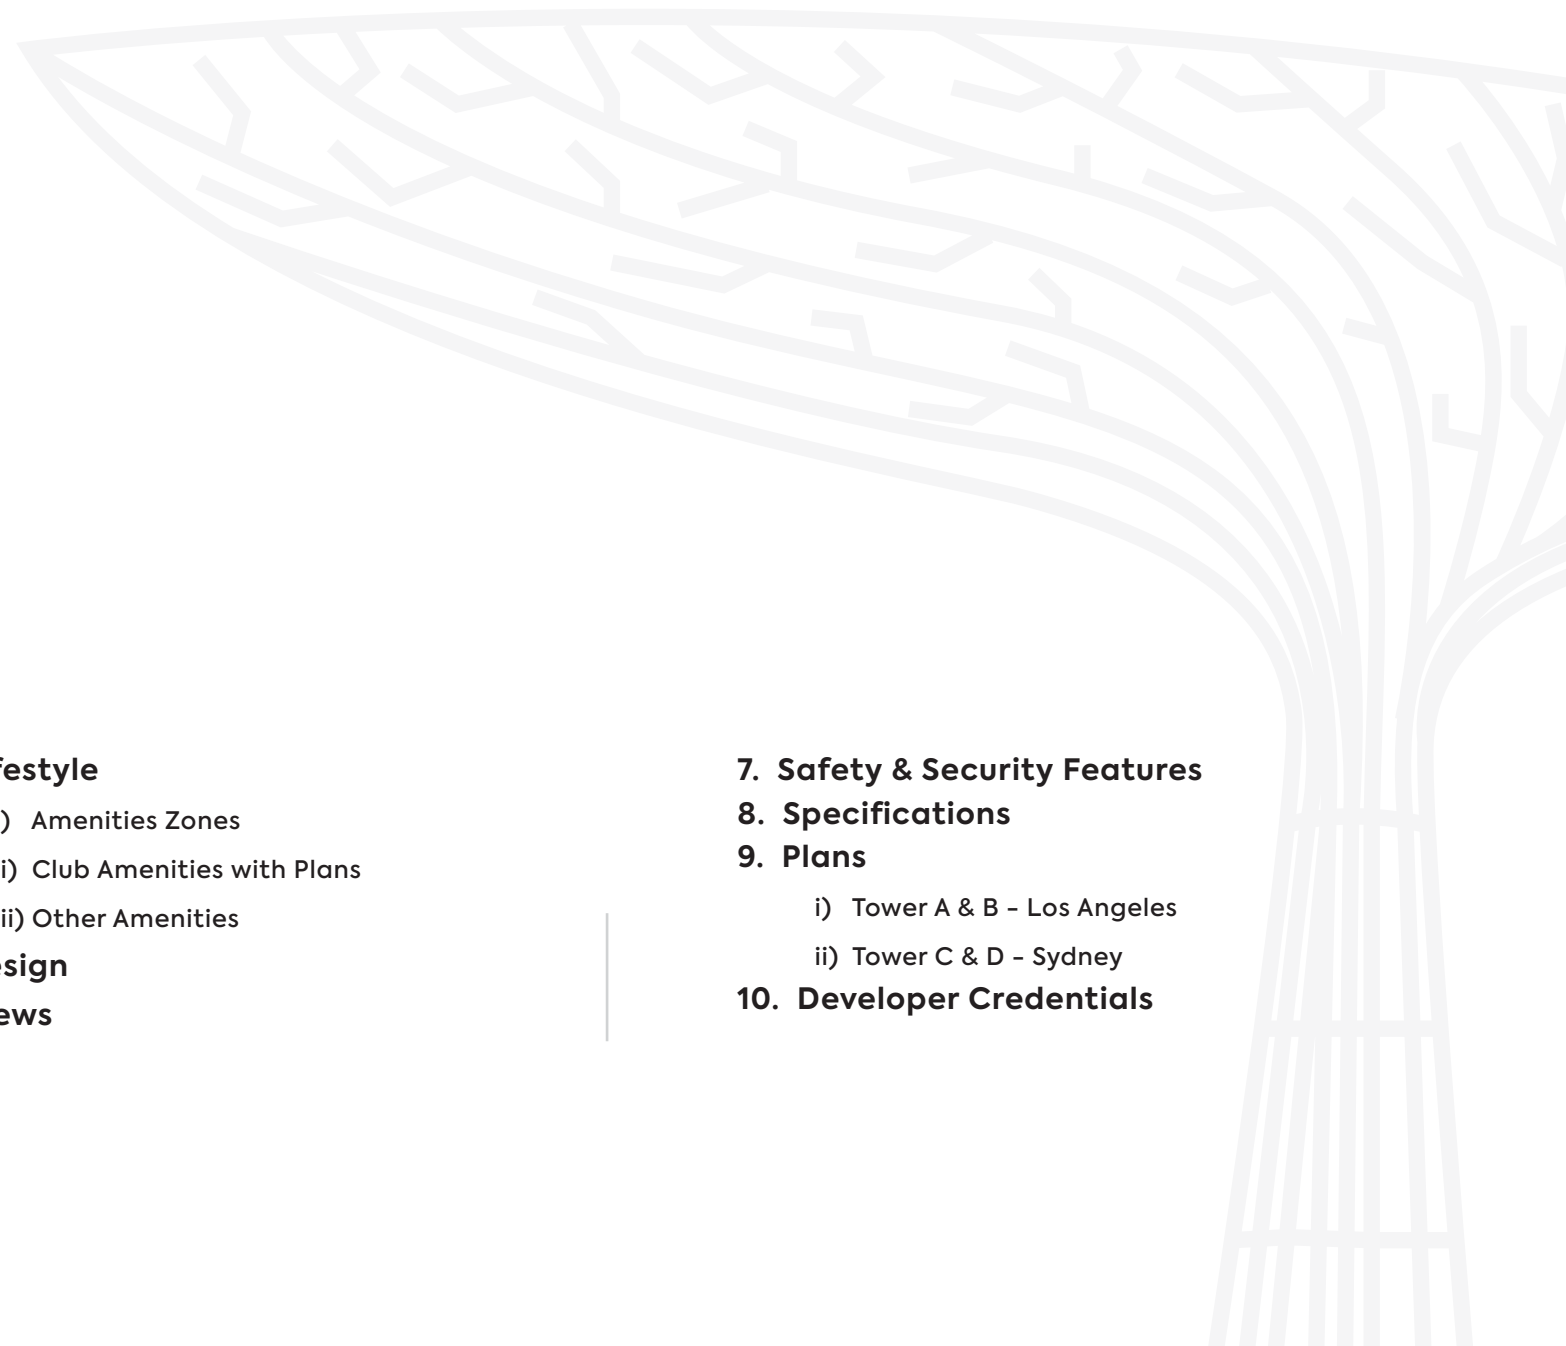 festyle
) Amenities Zones
i) Club Amenities with Plans
ii) Other Amenities
esign
ews
7. Safety & Security Features
8. Specifications
9. Plans
i) Tower A & B - Los Angeles
ii) Tower C & D - Sydney
10. Developer Credentials